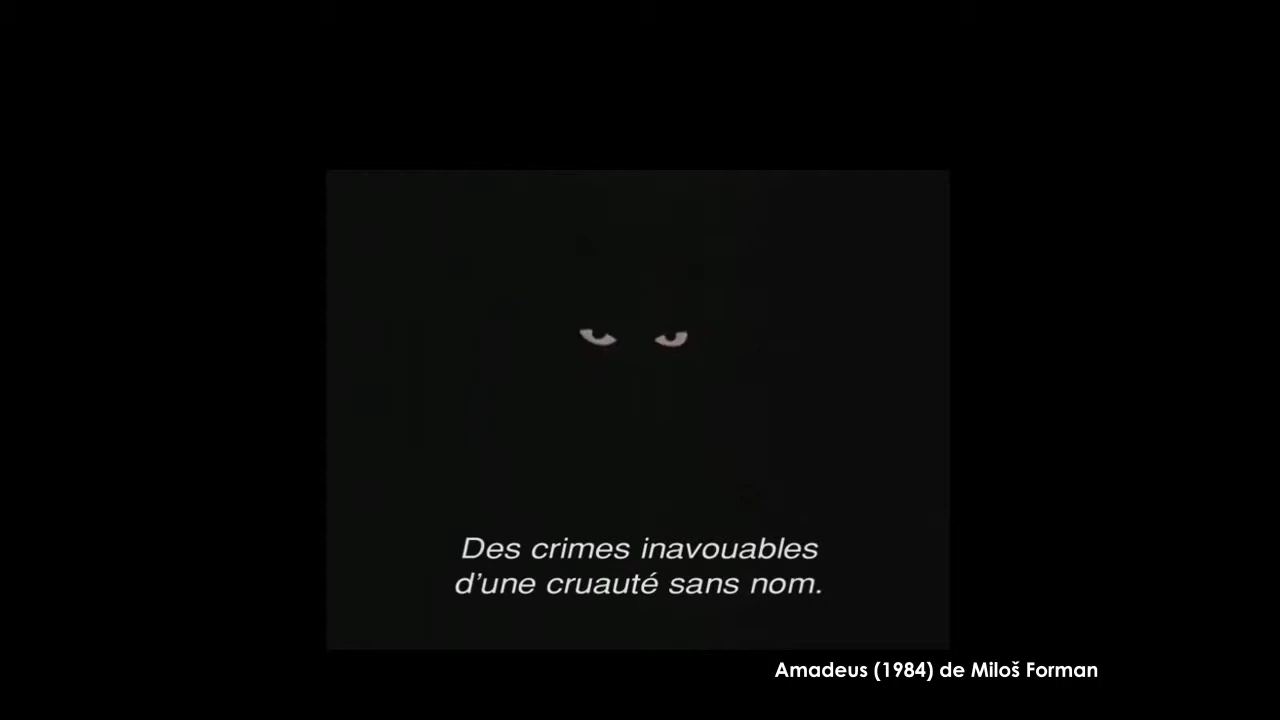 Des crimes inavouables
d'une cruauté sans nom.
Amadeus (1984) de Miloš Forman